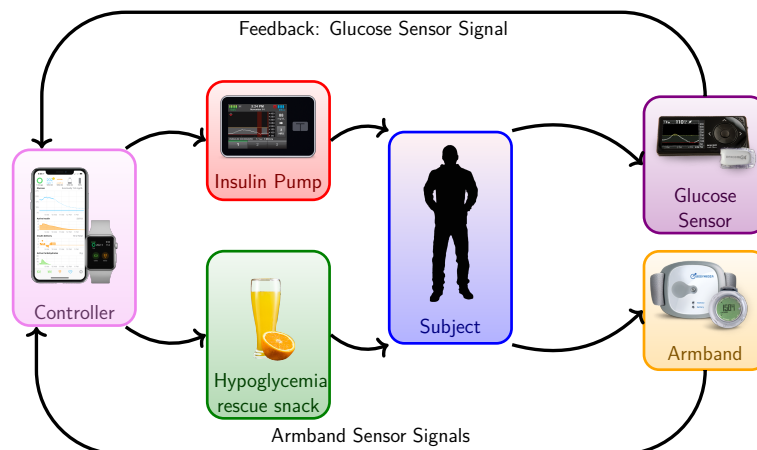 Feedback: Glucose Sensor Signal
Insulin Pump
Glucose
Sensor
Controller
Subject
Armband
Hypoglycemia
rescue snack
Armband Sensor Signals